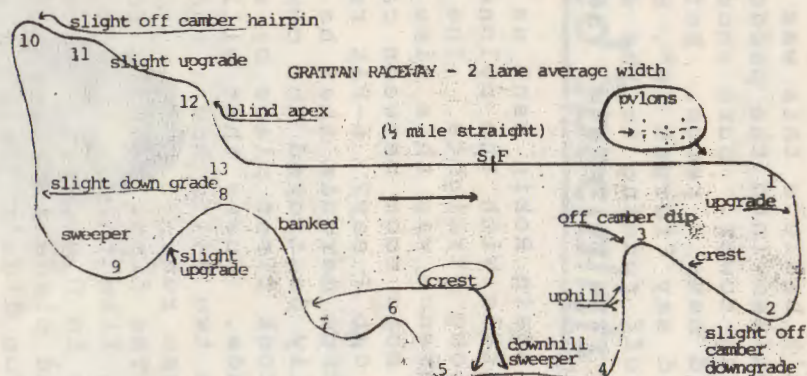 slight off camber hairpin
10
11
slight upgrade
GRATTAN RACEWAY - 2 lane average width
pylons
12
blind apex
(½ mile straight)
S F
13
slight down grade
8
1
upgrade
off camber dip
3
banked
sweeper
slight
upgrade
crest
9
crest
uphill
6
2
7
downhill
sweeper
slight off
camber
downgrade
5
4